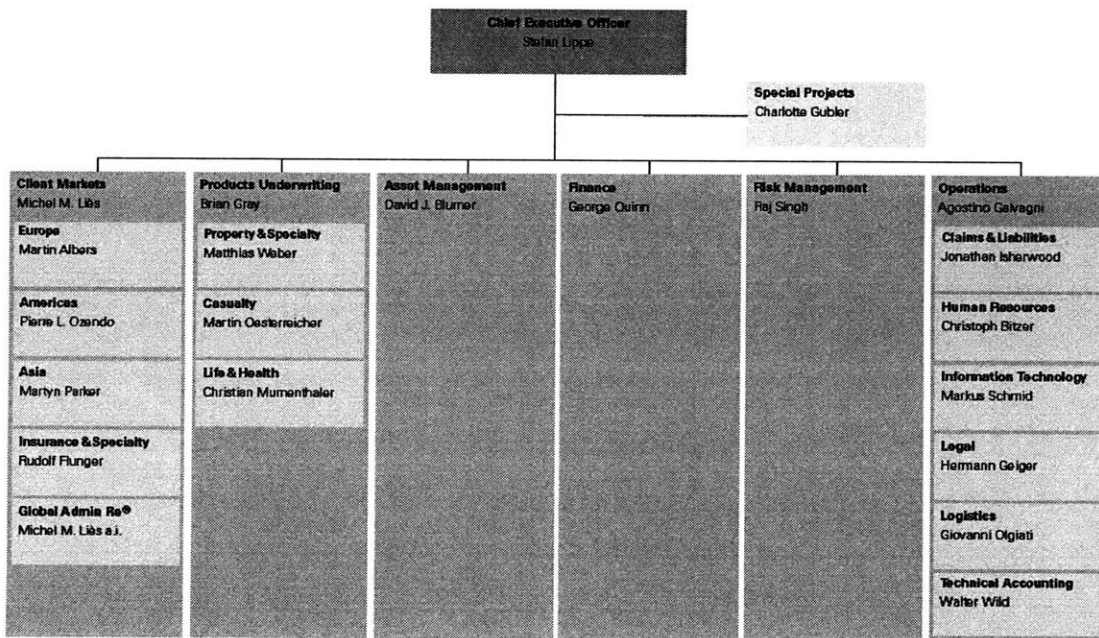 Chief Executive Officer
Stefan Lippe
Special Projects
Charlotte Gubler
Client Markets
Michel M. Liès
Europe
Martin Albers
Americas
Pierre L. Ozendo
Asia
Martyn Parker
Insurance & Specialty
Rudolf Flunger
Global Admin Re®
Michel M. Liès a.i.
Products Underwriting
Brian Gray
Property & Specialty
Matthias Weber
Casualty
Martin Oesterreicher
Life & Health
Christian Mumenthaler
Asset Management
David J. Blumer
Finance
George Quinn
Risk Management
Raj Singh
Operations
Agostino Galvagni
Claims & Liabilities
Jonathan Isherwood
Human Resources
Christoph Bitzer
Information Technology
Markus Schmid
Legal
Hermann Geiger
Logistics
Giovanni Olgiati
Technical Accounting
Walter Wild